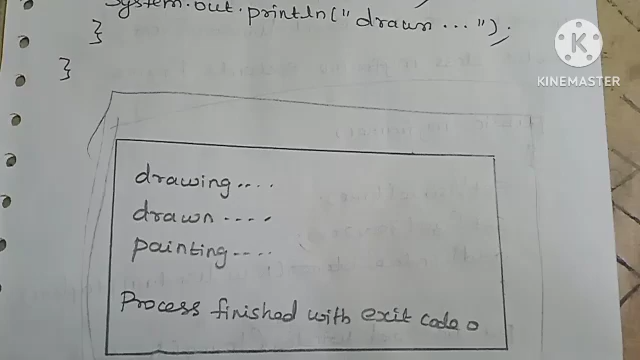 System.out.println("drawn ...");
}
}
KINEMASTER
drawing....
drawn ....
painting....
Process finished with exit code 0